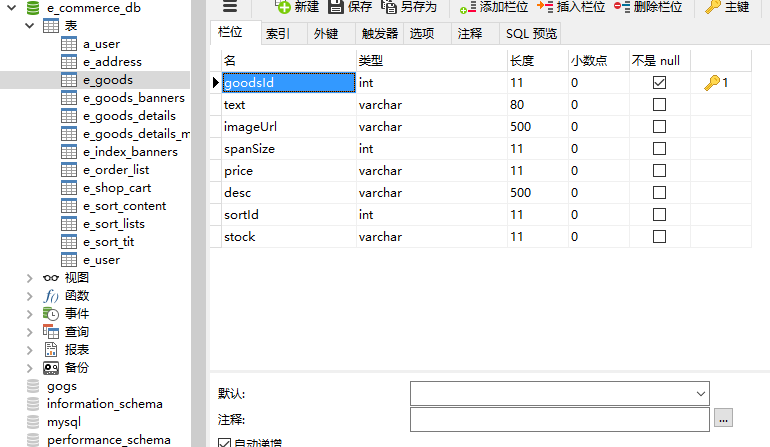 e_commerce_db
表
a_user
e_address
e_goods
e_goods_banners
e_goods_details
e_goods_details_m
e_index_banners
e_order_list
e_shop_cart
e_sort_content
e_sort_lists
e_sort_tit
e_user
视图
f() 函数
事件
查询
报表
备份
gogs
information_schema
mysql
performance_schema
新建 保存 另存为 添加栏位 插入栏位 删除栏位 主键
栏位 索引 外键 触发器 选项 注释 SQL 预览
名 类型 长度 小数点 不是 null
goodsId int 11 0 1
text varchar 80 0
imageUrl varchar 500 0
spanSize int 11 0
price varchar 11 0
desc varchar 500 0
sortId int 11 0
stock varchar 11 0
默认:
注释:
...
自动递增